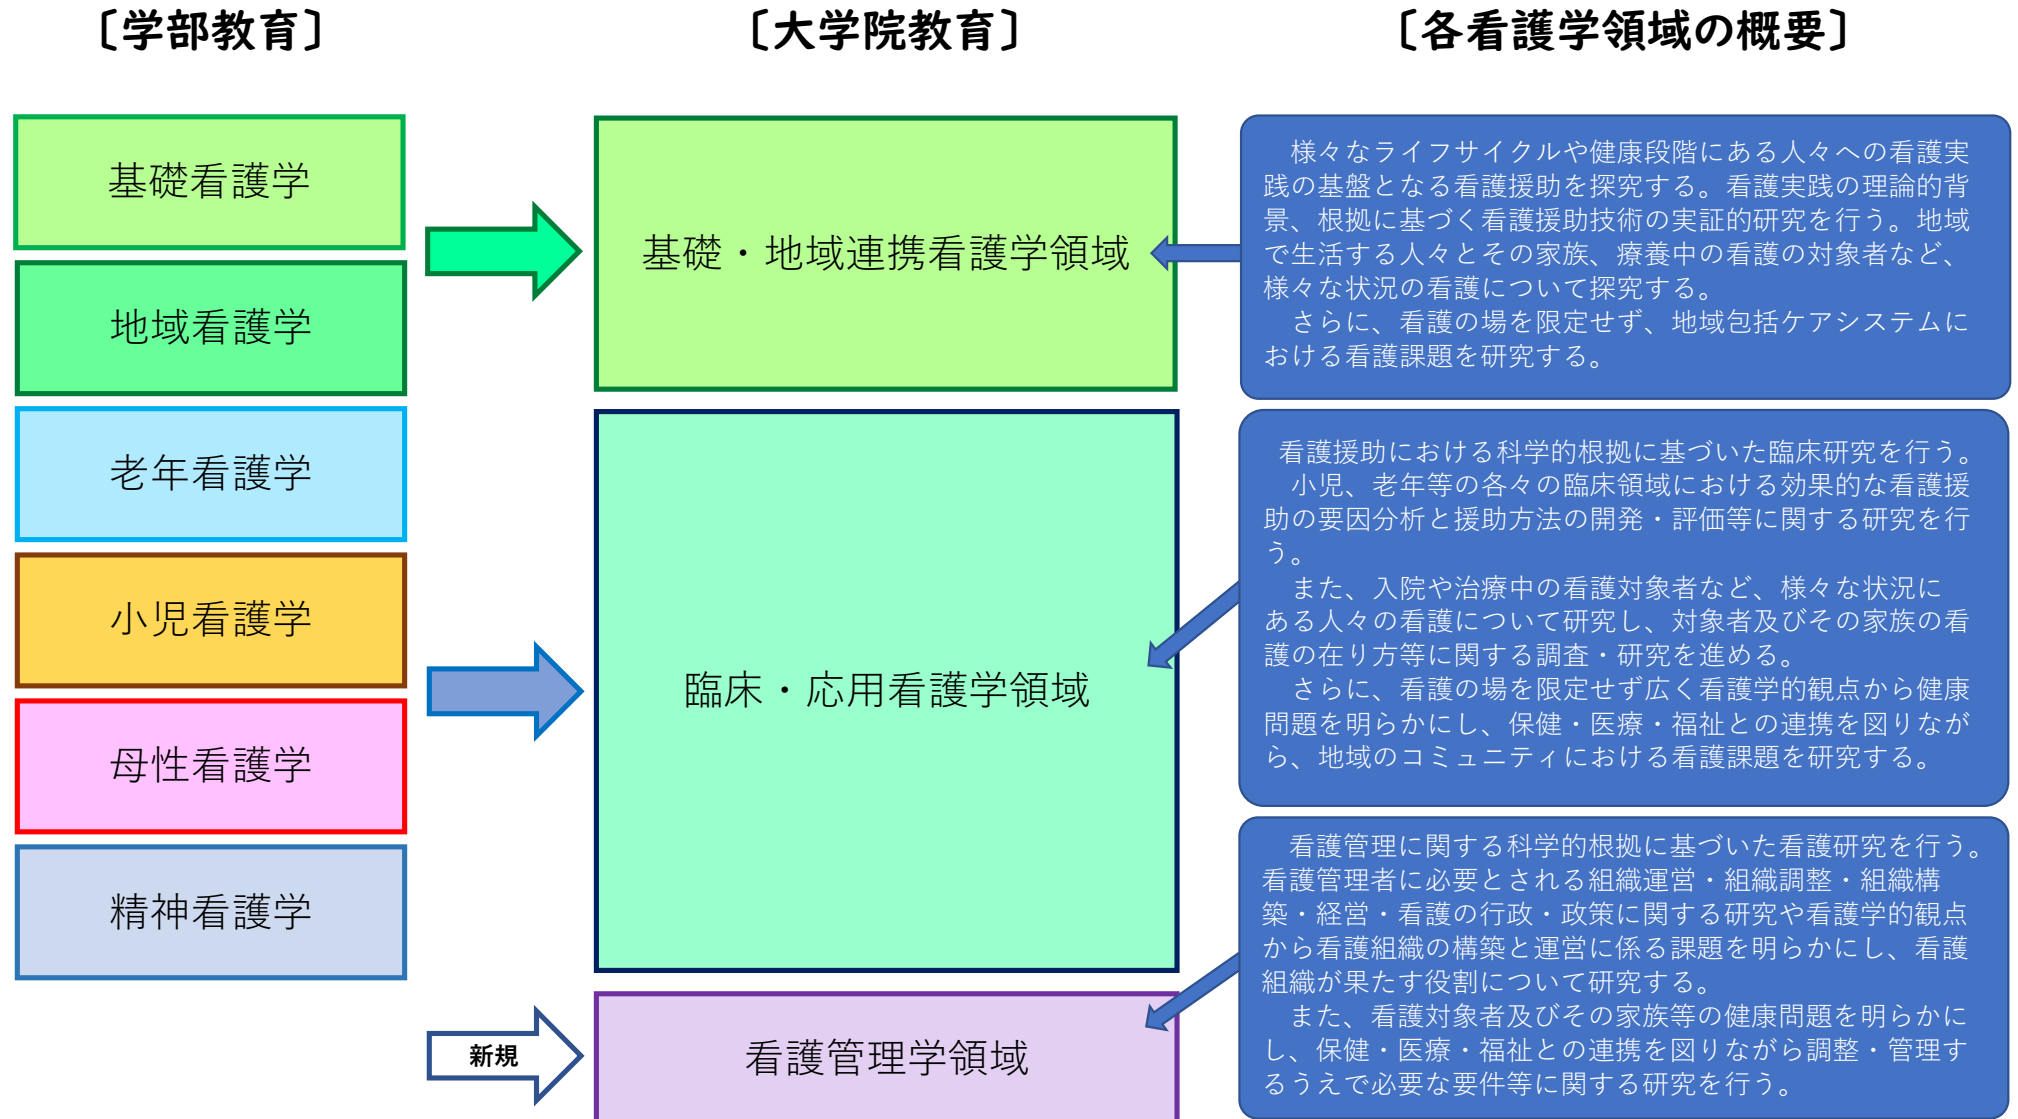 〔学部教育〕
〔大学院教育〕
〔各看護学領域の概要〕
基礎看護学
地域看護学
老年看護学
小児看護学
母性看護学
精神看護学
新規
基礎・地域連携看護学領域
臨床・応用看護学領域
看護管理学領域
様々なライフサイクルや健康段階にある人々への看護実
践の基盤となる看護援助を探究する。看護実践の理論的背
景、根拠に基づく看護援助技術の実証的研究を行う。地域
で生活する人々とその家族、療養中の看護の対象者など、
様々な状況の看護について探究する。
さらに、看護の場を限定せず、地域包括ケアシステムに
おける看護課題を研究する。
看護援助における科学的根拠に基づいた臨床研究を行う。
小児、老年等の各々の臨床領域における効果的な看護援
助の要因分析と援助方法の開発・評価等に関する研究を行
う。
また、入院や治療中の看護対象者など、様々な状況に
ある人々の看護について研究し、対象者及びその家族の看
護の在り方等に関する調査・研究を進める。
さらに、看護の場を限定せず広く看護学的観点から健康
問題を明らかにし、保健・医療・福祉との連携を図りなが
ら、地域のコミュニティにおける看護課題を研究する。
看護管理に関する科学的根拠に基づいた看護研究を行う。
看護管理者に必要とされる組織運営・組織調整・組織構
築・経営・看護の行政・政策に関する研究や看護学的観点
から看護組織の構築と運営に係る課題を明らかにし、看護
組織が果たす役割について研究する。
また、看護対象者及びその家族等の健康問題を明らかに
し、保健・医療・福祉との連携を図りながら調整・管理す
るうえで必要な要件等に関する研究を行う。